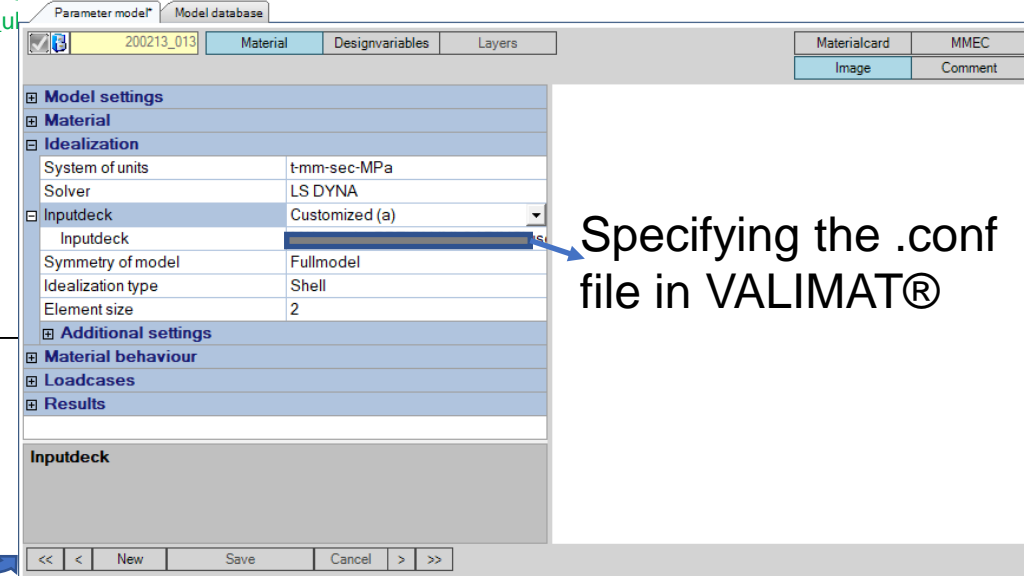 Parameter model* Model database
200213_013 Material Designvariables Layers Materialcard MMEC
Image Comment
Model settings
Material
Idealization
System of units t-mm-sec-MPa
Solver LS DYNA
Inputdeck Customized (a)
Inputdeck
Symmetry of model Fullmodel
Idealization type Shell
Element size 2
Additional settings
Material behaviour
Loadcases
Results
Specifying the .conf
file in VALIMAT®
Inputdeck
<< < New Save Cancel > >>